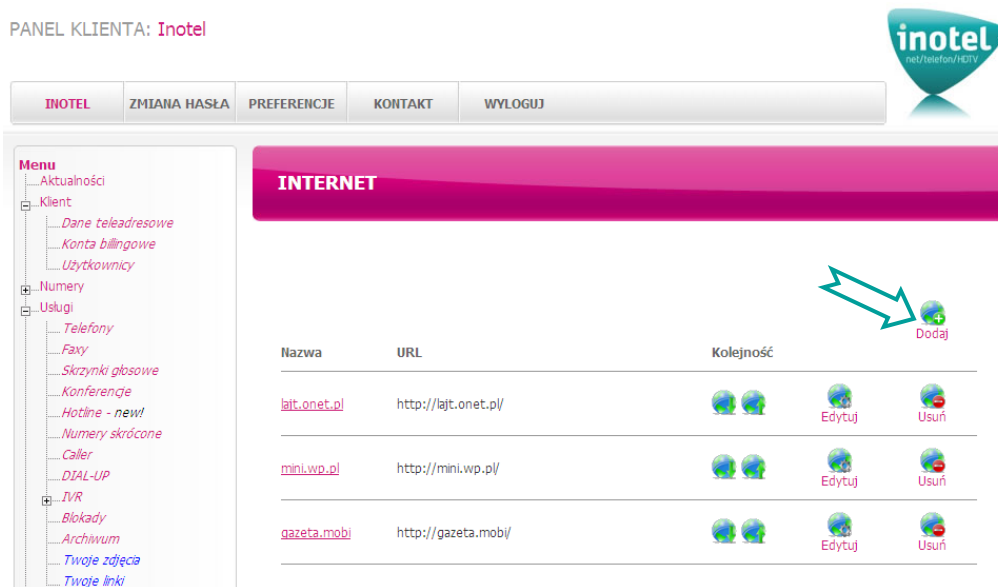 PANEL KLIENTA: Inotel
inotel
net/telefon/HDTV
INOTEL ZMIANA HASŁA PREFERENCJE KONTAKT WYLOGUJ
Menu
Aktualności
Klient
Dane teleadresowe
Konta bilingowe
Użytkownicy
Numery
Usługi
Telefony
Faxy
Skrzynki głosowe
Konferencje
Hotline - new!
Numery skrócone
Caller
DIAL-UP
IVR
Blokady
Archiwum
Twoje zdjęcia
Twoje linki
INTERNET
Dodaj
Nazwa URL Kolejność
lajt.onet.pl http://lajt.onet.pl/ Edytuj Usuń
mini.wp.pl http://mini.wp.pl/ Edytuj Usuń
gazeta.mobi http://gazeta.mobi/ Edytuj Usuń